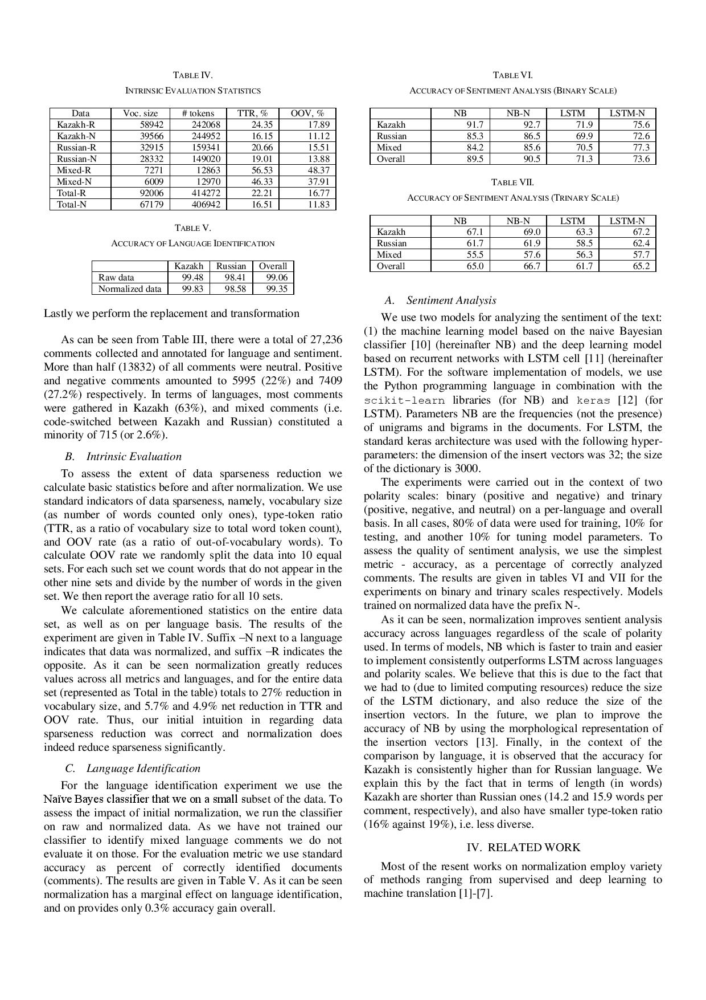 TABLE IV.
INTRINSIC EVALUATION STATISTICS
Data Voc. size # tokens TTR, % OOV, %
Kazakh-R 58942 242068 24.35 17.89
Kazakh-N 39566 244952 16.15 11.12
Russian-R 32915 159341 20.66 15.51
Russian-N 28332 149020 19.01 13.88
Mixed-R 7271 12863 56.53 48.37
Mixed-N 6009 12970 46.33 37.91
Total-R 92006 414272 22.21 16.77
Total-N 67179 406942 16.51 11.83
TABLE V.
ACCURACY OF LANGUAGE IDENTIFICATION
Kazakh Russian Overall
Raw data 99.48 98.41 99.06
Normalized data 99.83 98.58 99.35
Lastly we perform the replacement and transformation
As can be seen from Table III, there were a total of 27,236
comments collected and annotated for language and sentiment.
More than half (13832) of all comments were neutral. Positive
and negative comments amounted to 5995 (22%) and 7409
(27.2%) respectively. In terms of languages, most comments
were gathered in Kazakh (63%), and mixed comments (i.e.
code-switched between Kazakh and Russian) constituted a
minority of 715 (or 2.6%).
B. Intrinsic Evaluation
To assess the extent of data sparseness reduction we
calculate basic statistics before and after normalization. We use
standard indicators of data sparseness, namely, vocabulary size
(as number of words counted only ones), type-token ratio
(TTR, as a ratio of vocabulary size to total word token count),
and OOV rate (as a ratio of out-of-vocabulary words). To
calculate OOV rate we randomly split the data into 10 equal
sets. For each such set we count words that do not appear in the
other nine sets and divide by the number of words in the given
set. We then report the average ratio for all 10 sets.
We calculate aforementioned statistics on the entire data
set, as well as on per language basis. The results of the
experiment are given in Table IV. Suffix –N next to a language
indicates that data was normalized, and suffix –R indicates the
opposite. As it can be seen normalization greatly reduces
values across all metrics and languages, and for the entire data
set (represented as Total in the table) totals to 27% reduction in
vocabulary size, and 5.7% and 4.9% net reduction in TTR and
OOV rate. Thus, our initial intuition in regarding data
sparseness reduction was correct and normalization does
indeed reduce sparseness significantly.
C. Language Identification
For the language identification experiment we use the
Naïve Bayes classifier that we on a small subset of the data. To
assess the impact of initial normalization, we run the classifier
on raw and normalized data. As we have not trained our
classifier to identify mixed language comments we do not
evaluate it on those. For the evaluation metric we use standard
accuracy as percent of correctly identified documents
(comments). The results are given in Table V. As it can be seen
normalization has a marginal effect on language identification,
and on provides only 0.3% accuracy gain overall.
TABLE VI.
ACCURACY OF SENTIMENT ANALYSIS (BINARY SCALE)
NB NB-N LSTM LSTM-N
Kazakh 91.7 92.7 71.9 75.6
Russian 85.3 86.5 69.9 72.6
Mixed 84.2 85.6 70.5 77.3
Overall 89.5 90.5 71.3 73.6
TABLE VII.
ACCURACY OF SENTIMENT ANALYSIS (TRINARY SCALE)
NB NB-N LSTM LSTM-N
Kazakh 67.1 69.0 63.3 67.2
Russian 61.7 61.9 58.5 62.4
Mixed 55.5 57.6 56.3 57.7
Overall 65.0 66.7 61.7 65.2
A. Sentiment Analysis
We use two models for analyzing the sentiment of the text:
(1) the machine learning model based on the naive Bayesian
classifier [10] (hereinafter NB) and the deep learning model
based on recurrent networks with LSTM cell [11] (hereinafter
LSTM). For the software implementation of models, we use
the Python programming language in combination with the
scikit-learn libraries (for NB) and keras [12] (for
LSTM). Parameters NB are the frequencies (not the presence)
of unigrams and bigrams in the documents. For LSTM, the
standard keras architecture was used with the following hyper-
parameters: the dimension of the insert vectors was 32; the size
of the dictionary is 3000.
The experiments were carried out in the context of two
polarity scales: binary (positive and negative) and trinary
(positive, negative, and neutral) on a per-language and overall
basis. In all cases, 80% of data were used for training, 10% for
testing, and another 10% for tuning model parameters. To
assess the quality of sentiment analysis, we use the simplest
metric - accuracy, as a percentage of correctly analyzed
comments. The results are given in tables VI and VII for the
experiments on binary and trinary scales respectively. Models
trained on normalized data have the prefix N-.
As it can be seen, normalization improves sentient analysis
accuracy across languages regardless of the scale of polarity
used. In terms of models, NB which is faster to train and easier
to implement consistently outperforms LSTM across languages
and polarity scales. We believe that this is due to the fact that
we had to (due to limited computing resources) reduce the size
of the LSTM dictionary, and also reduce the size of the
insertion vectors. In the future, we plan to improve the
accuracy of NB by using the morphological representation of
the insertion vectors [13]. Finally, in the context of the
comparison by language, it is observed that the accuracy for
Kazakh is consistently higher than for Russian language. We
explain this by the fact that in terms of length (in words)
Kazakh are shorter than Russian ones (14.2 and 15.9 words per
comment, respectively), and also have smaller type-token ratio
(16% against 19%), i.e. less diverse.
IV. RELATED WORK
Most of the resent works on normalization employ variety
of methods ranging from supervised and deep learning to
machine translation [1]-[7].